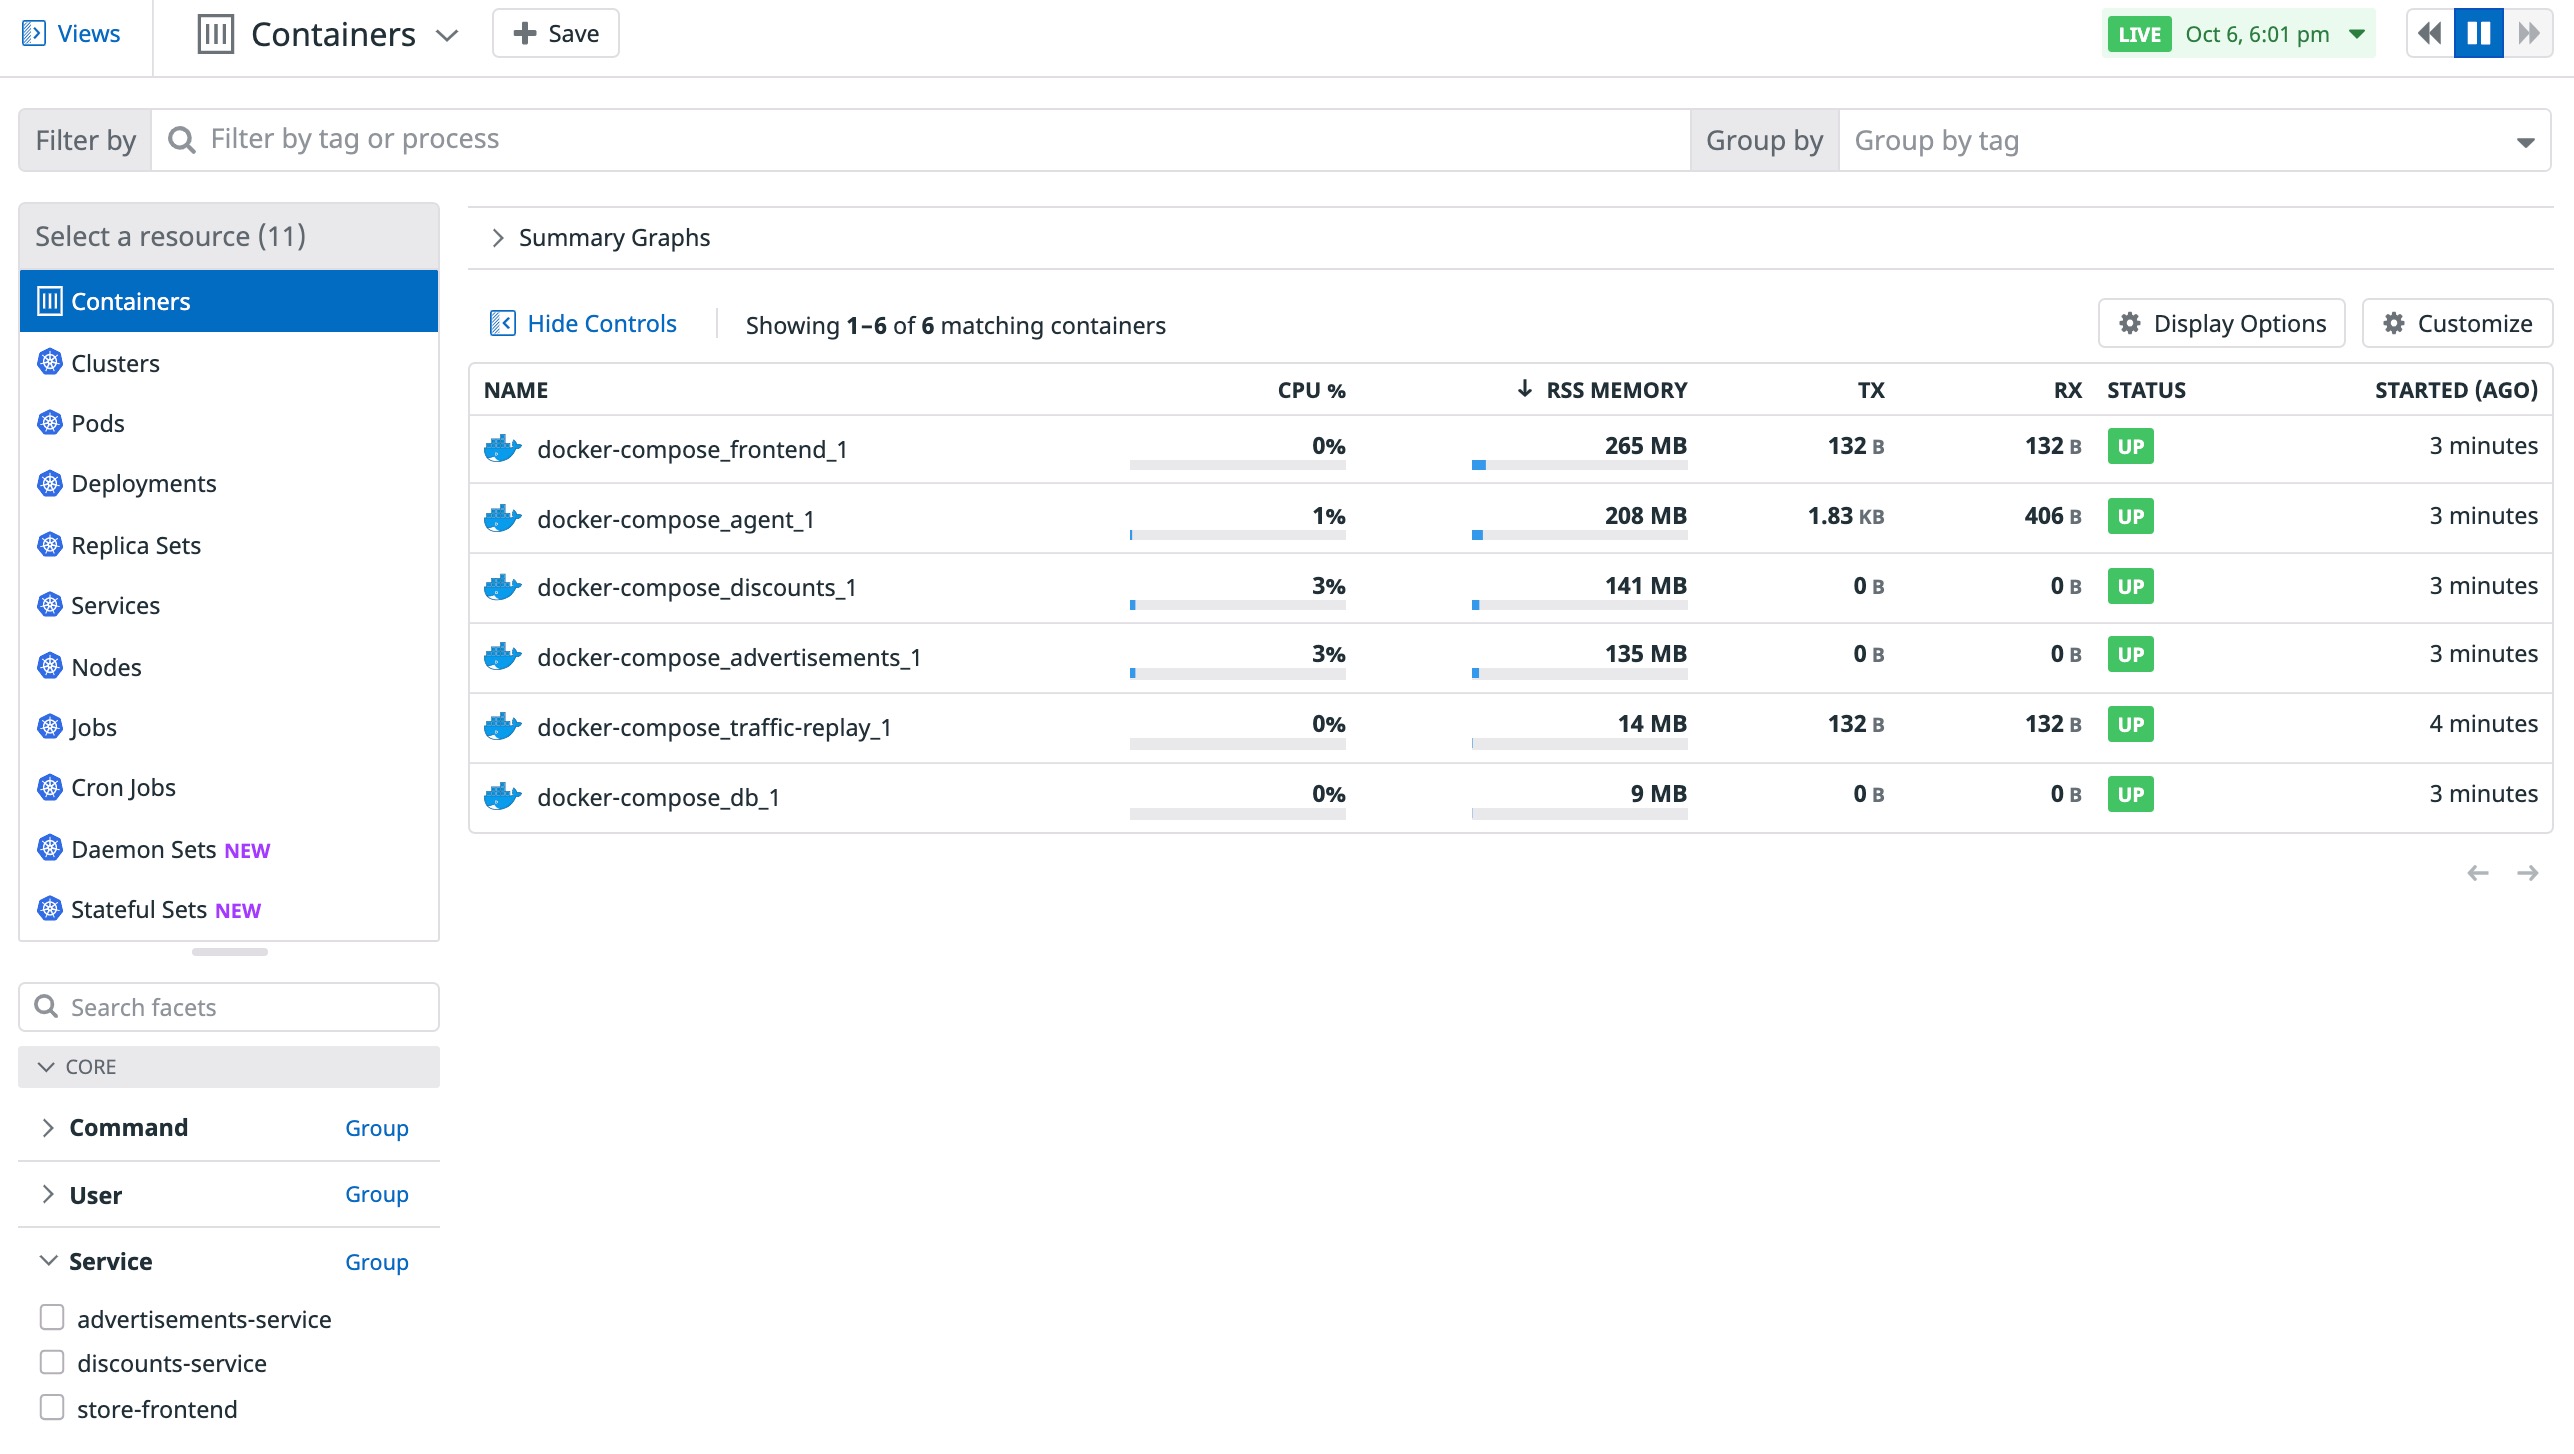 Views
Containers
Save
LIVE Oct 6, 6:01 pm
Filter by Filter by tag or process
Group by Group by tag
Select a resource (11)
Containers
Clusters
Pods
Deployments
Replica Sets
Services
Nodes
Jobs
Cron Jobs
Daemon Sets NEW
Stateful Sets NEW
Search facets
CORE
Command Group
User Group
Service Group
advertisements-service
discounts-service
store-frontend
Summary Graphs
Hide Controls Showing 1–6 of 6 matching containers Display Options Customize
NAME CPU % RSS MEMORY TX RX STATUS STARTED (AGO)
docker-compose_frontend_1 0% 265 MB 132 B 132 B UP 3 minutes
docker-compose_agent_1 1% 208 MB 1.83 KB 406 B UP 3 minutes
docker-compose_discounts_1 3% 141 MB 0 B 0 B UP 3 minutes
docker-compose_advertisements_1 3% 135 MB 0 B 0 B UP 3 minutes
docker-compose_traffic-replay_1 0% 14 MB 132 B 132 B UP 4 minutes
docker-compose_db_1 0% 9 MB 0 B 0 B UP 3 minutes